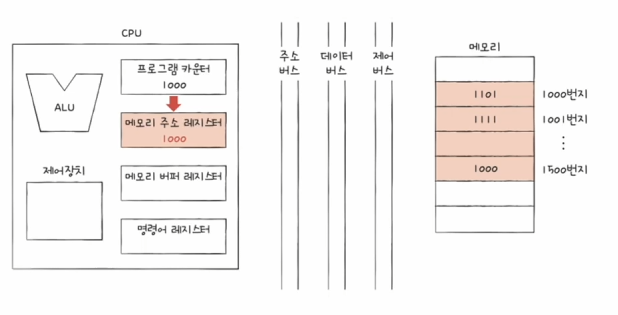 CPU
ALU
제어장치
프로그램 카운터
1000
메모리 주소 레지스터
1000
메모리 버퍼 레지스터
명령어 레지스터
주소
버스
데이터
버스
제어
버스
메모리
1101 1000번지
1111 1001번지
⋮
1000 1500번지